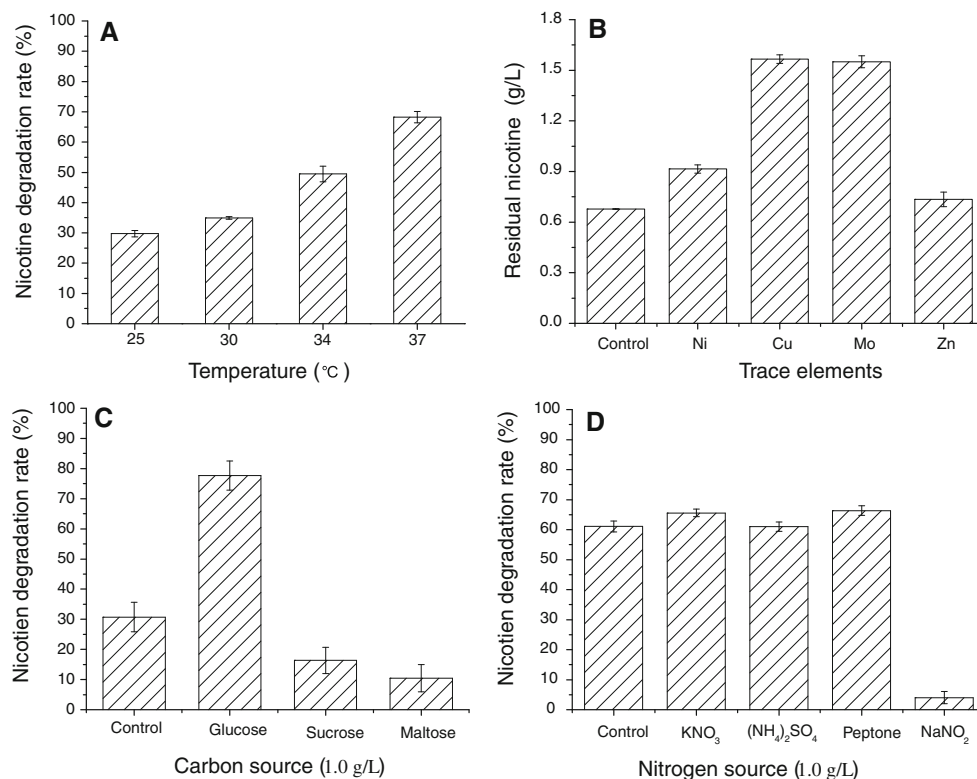 A
Nicotine degradation rate (%)
100
90
80
70
60
50
40
30
20
10
0
25 30 34 37
Temperature (℃)
B
Residual nicotine (g/L)
1.8
1.5
1.2
0.9
0.6
0.3
0.0
Control Ni Cu Mo Zn
Trace elements
C
Nicotien degradation rate (%)
100
90
80
70
60
50
40
30
20
10
0
Control Glucose Sucrose Maltose
Carbon source (1.0 g/L)
D
Nicotien degradation rate (%)
100
90
80
70
60
50
40
30
20
10
0
Control KNO₃ (NH₄)₂SO₄ Peptone NaNO₂
Nitrogen source (1.0 g/L)